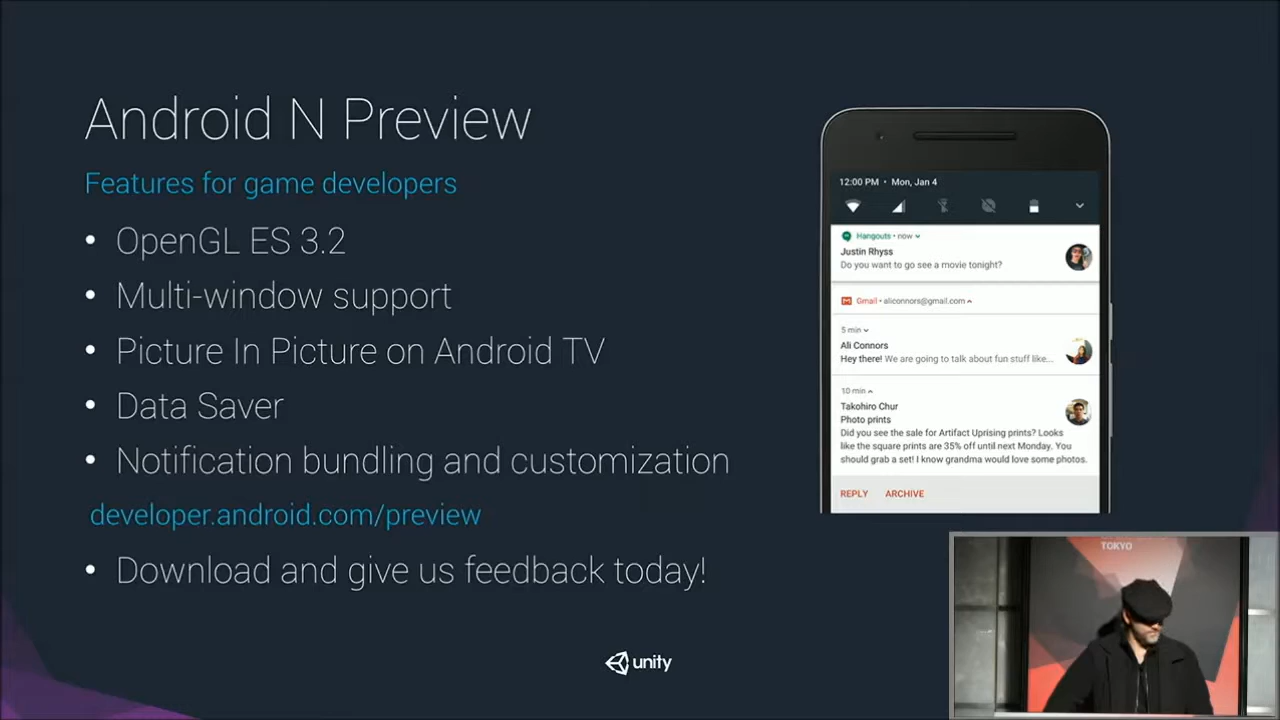 Android N Preview
Features for game developers
• OpenGL ES 3.2
• Multi-window support
• Picture In Picture on Android TV
• Data Saver
• Notification bundling and customization
developer.android.com/preview
• Download and give us feedback today!
12:00 PM • Mon, Jan 4
Hangouts • now
Justin Rhyss
Do you want to go see a movie tonight?
Gmail • aliconnors@gmail.com
5 min
Ali Connors
Hey there! We are going to talk about fun stuff like...
10 min
Takohiro Chur
Photo prints
Did you see the sale for Artifact Uprising prints? Looks
like the square prints are 35% off until next Monday. You
should grab a set! I know grandma would love some photos.
REPLY ARCHIVE
TOKYO
unity